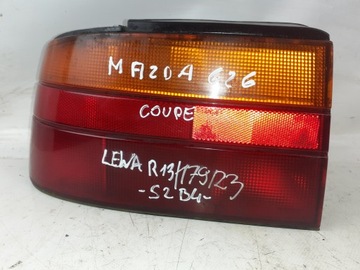 MAZDA 626
COUPE
LEWA R13/179/23
-S2B4-